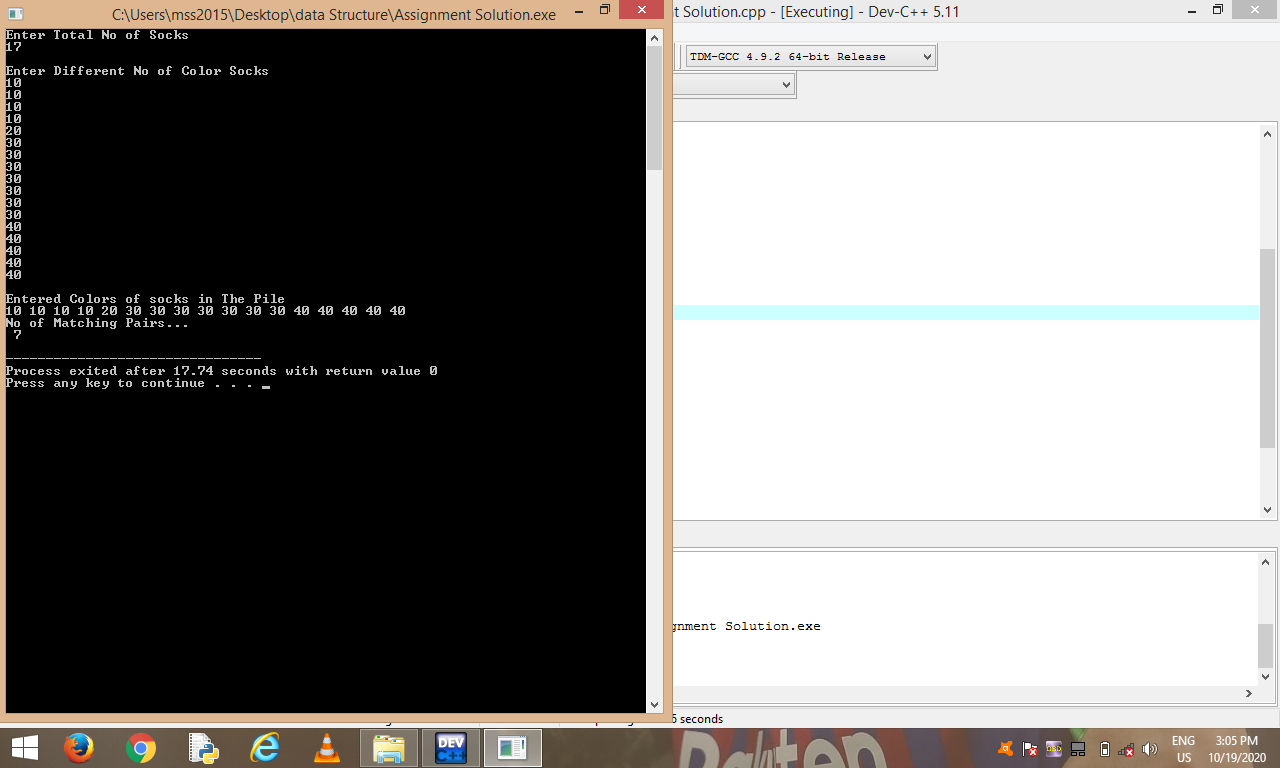 C:\Users\mss2015\Desktop\data Structure\Assignment Solution.exe
t Solution.cpp - [Executing] - Dev-C++ 5.11
TDM-GCC 4.9.2 64-bit Release
Enter Total No of Socks
17
Enter Different No of Color Socks
10
10
10
10
20
30
30
30
30
30
30
30
40
40
40
40
40
Entered Colors of socks in The Pile
10 10 10 10 20 30 30 30 30 30 30 30 40 40 40 40 40
No of Matching Pairs...
7
--------------------------------
Process exited after 17.74 seconds with return value 0
Press any key to continue . . .
gnment Solution.exe
seconds
DEV
C++
Rakuten
DSD
ENG
US
3:05 PM
10/19/2020